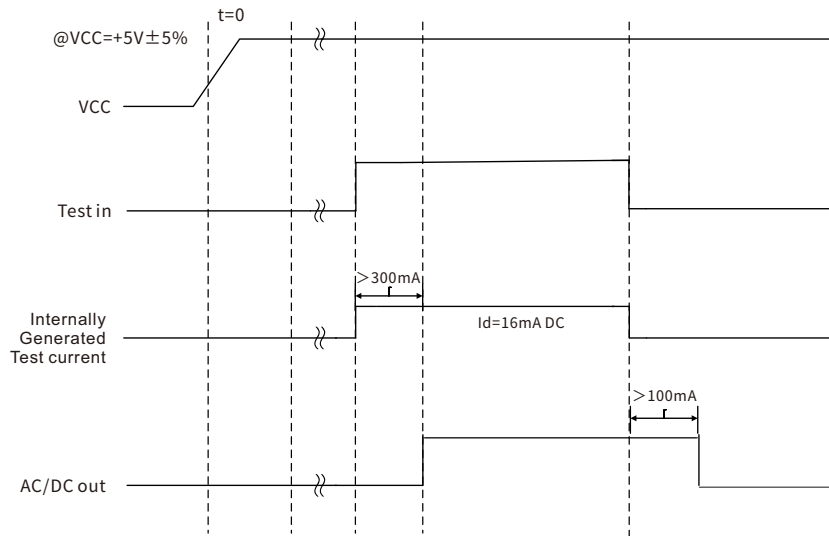 t=0
@VCC=+5V±5%
VCC
Test in
>300mA
r
Id=16mA DC
Internally
Generated
Test current
>100mA
r
AC/DC out